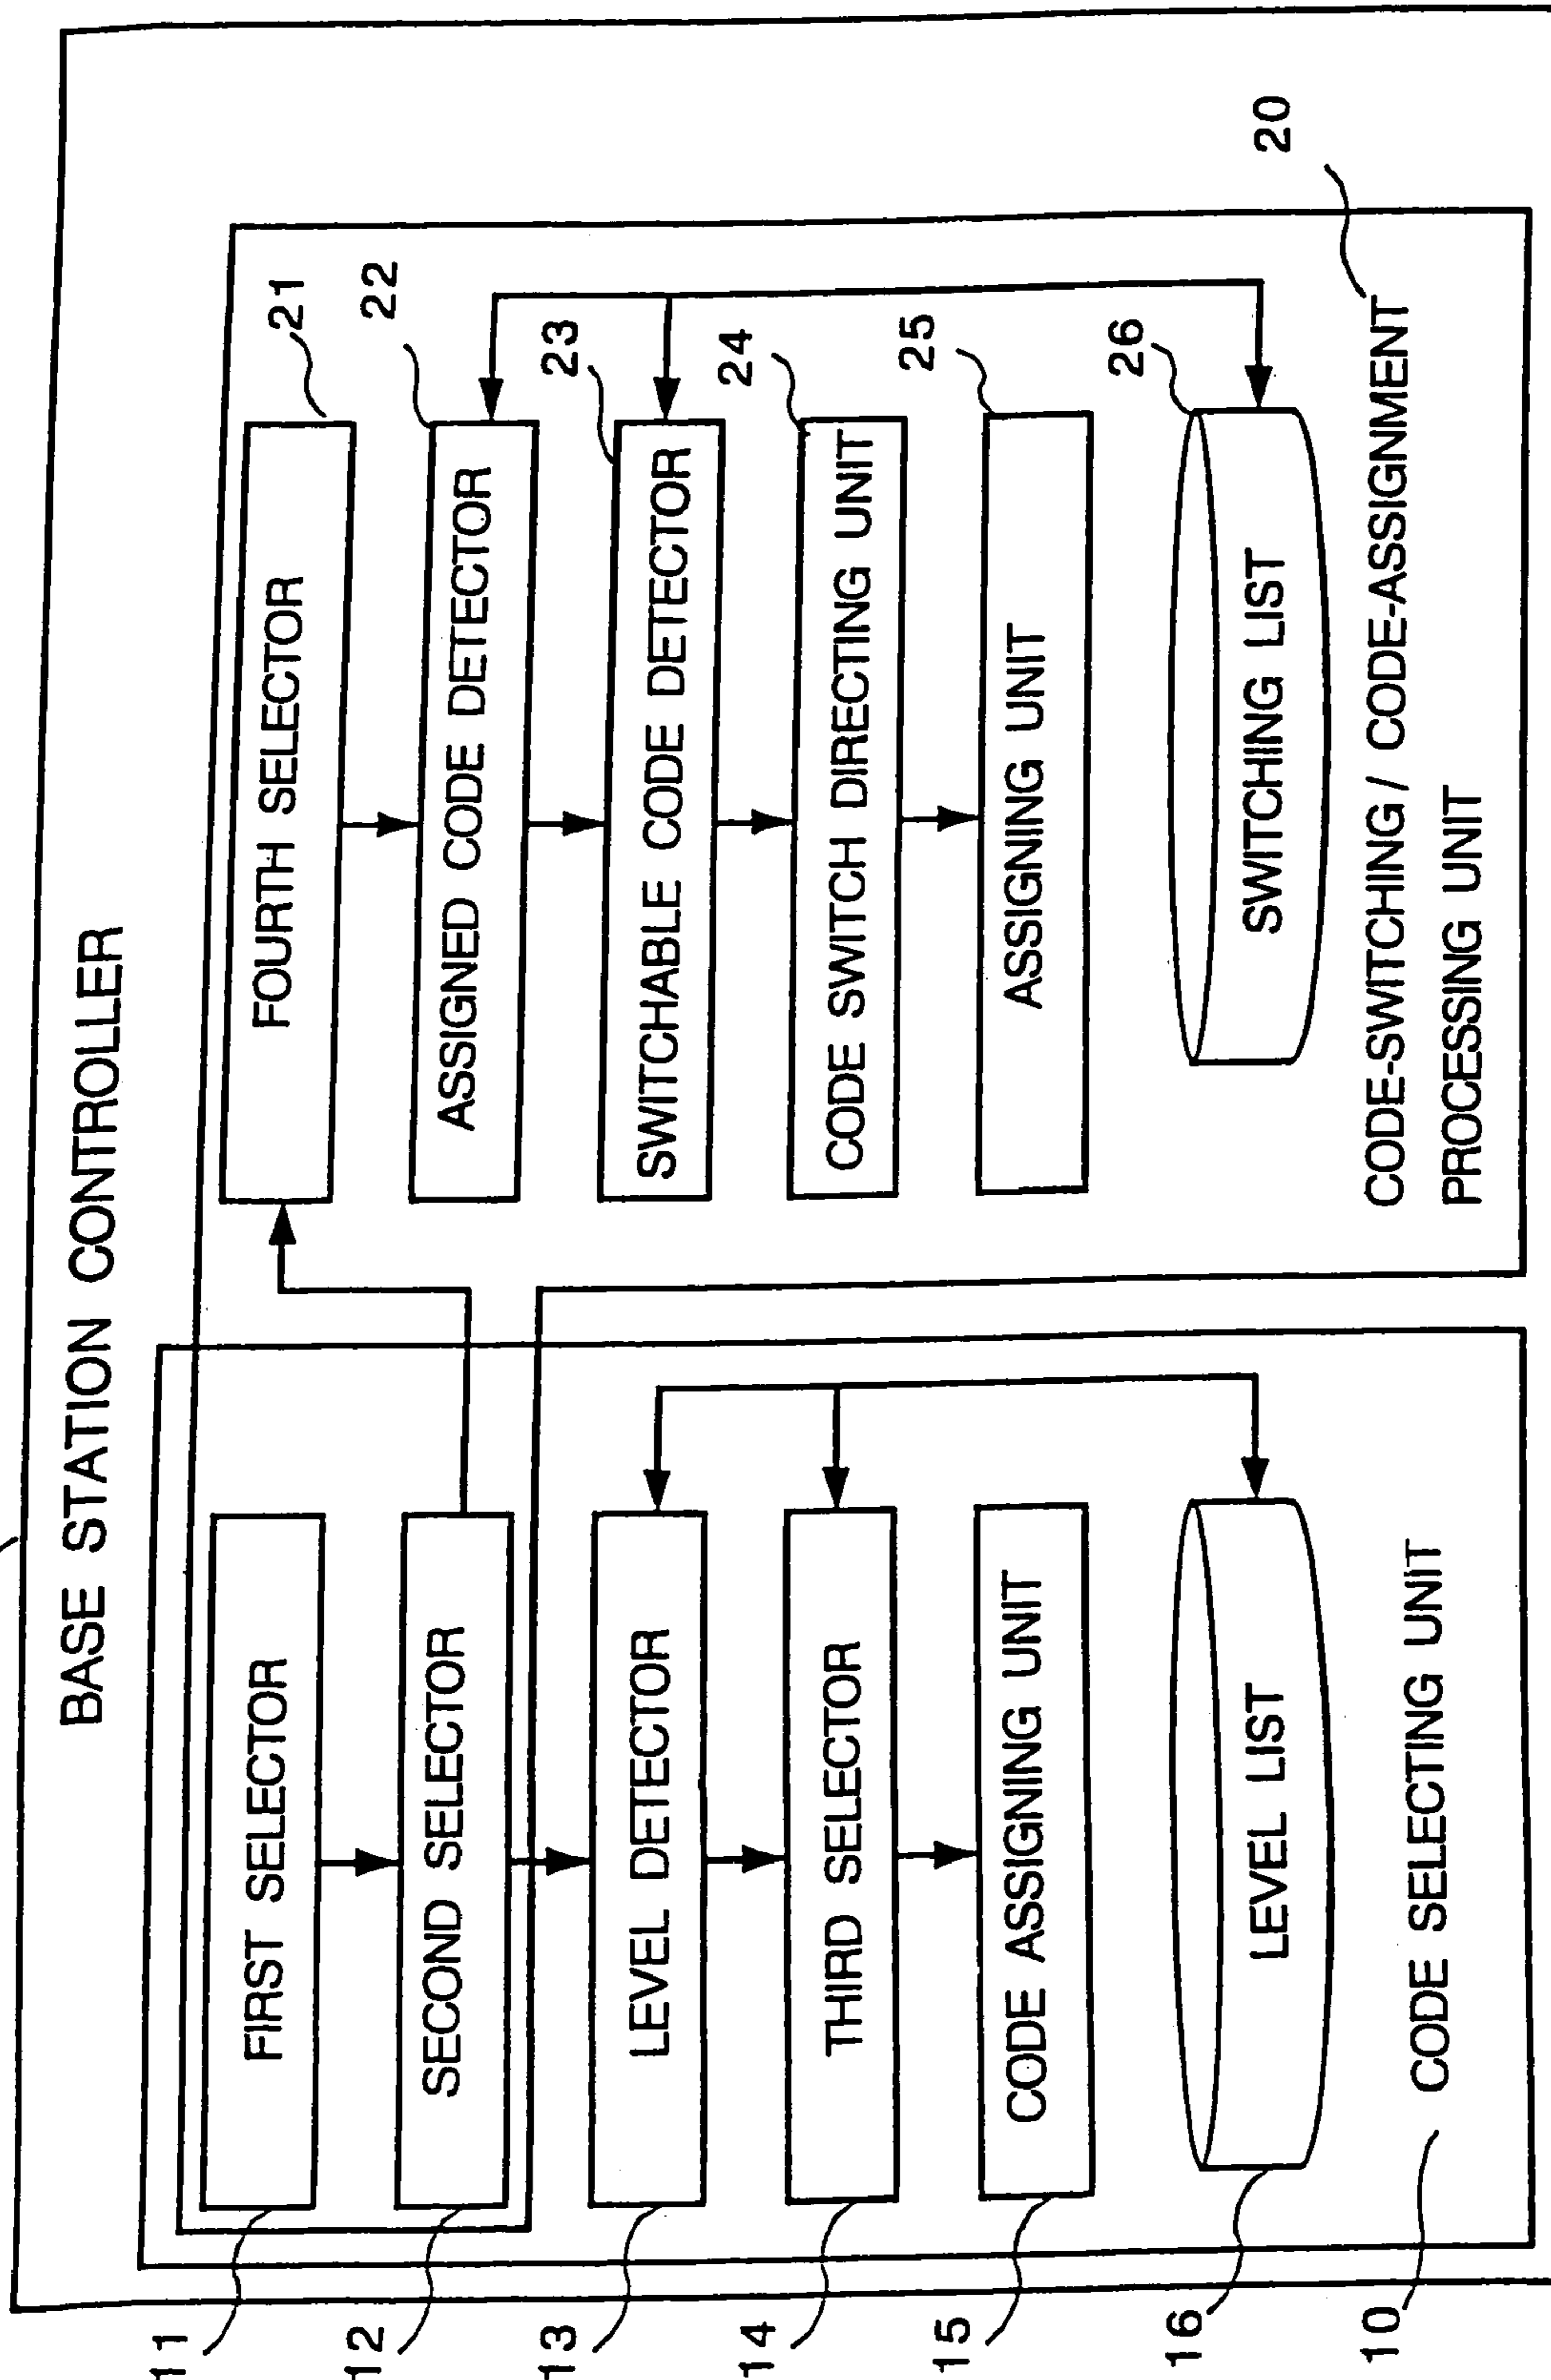 BASE STATION CONTROLLER
11
FIRST SELECTOR
12
SECOND SELECTOR
13
LEVEL DETECTOR
14
THIRD SELECTOR
15
CODE ASSIGNING UNIT
16
LEVEL LIST
10
CODE SELECTING UNIT
FOURTH SELECTOR
21
ASSIGNED CODE DETECTOR
22
SWITCHABLE CODE DETECTOR
23
CODE SWITCH DIRECTING UNIT
24
ASSIGNING UNIT
25
SWITCHING LIST
26
CODE-SWITCHING / CODE-ASSIGNMENT
PROCESSING UNIT
20